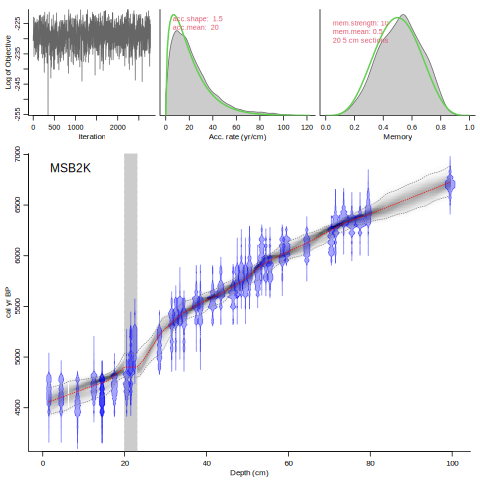 acc.shape: 1.5
acc.mean: 20
mem.strength: 10
mem.mean: 0.5
20 5 cm sections
Log of Objective
-225
-235
-245
-255
0 500 1000 2000
Iteration
0 20 40 60 80 100 120
Acc. rate (yr/cm)
0.0 0.2 0.4 0.6 0.8 1.0
Memory
MSB2K
cal yr BP
7000
6500
6000
5500
5000
4500
0 20 40 60 80 100
Depth (cm)